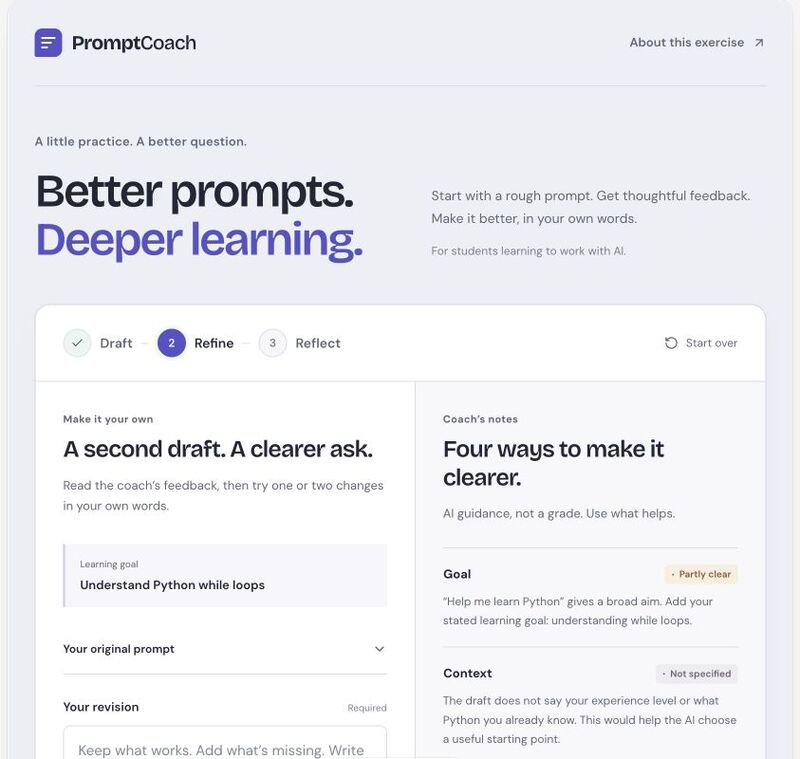 PromptCoach
About this exercise
A little practice. A better question.
Better prompts.
Deeper learning.
Start with a rough prompt. Get thoughtful feedback.
Make it better, in your own words.
For students learning to work with AI.
Draft
2
Refine
3
Reflect
Start over
Make it your own
A second draft. A clearer ask.
Read the coach’s feedback, then try one or two changes
in your own words.
Learning goal
Understand Python while loops
Your original prompt
Your revision
Required
Keep what works. Add what’s missing. Write
Coach’s notes
Four ways to make it
clearer.
AI guidance, not a grade. Use what helps.
Goal
· Partly clear
“Help me learn Python” gives a broad aim. Add your
stated learning goal: understanding while loops.
Context
· Not specified
The draft does not say your experience level or what
Python you already know. This would help the AI choose
a useful starting point.